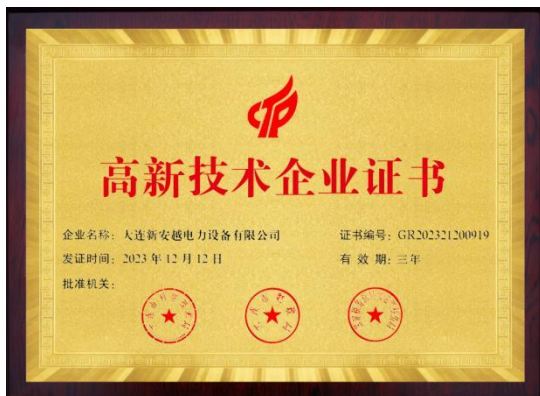 高新技术企业证书
企业名称：大连新安越电力设备有限公司
证书编号：GR202321200919
发证时间：2023年12月12日
有 效 期：三年
批准机关：